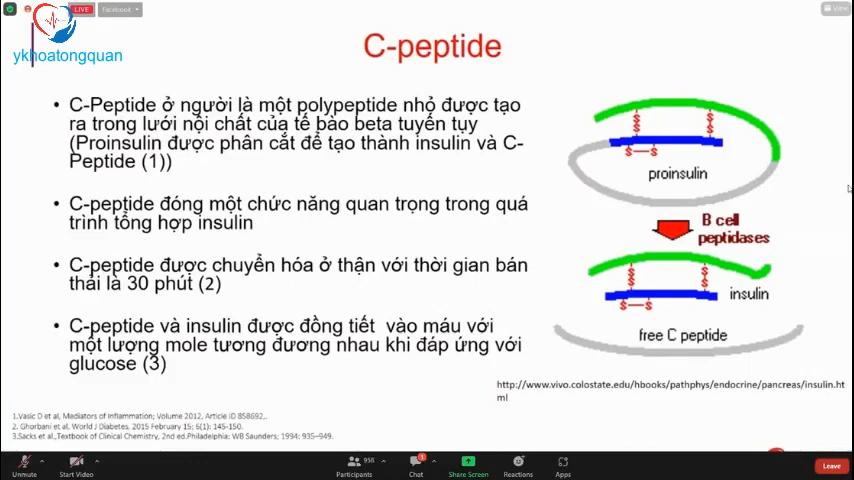 LIVE
Facebook
View
ykhoatongquan
C-peptide
• C-Peptide ở người là một polypeptide nhỏ được tạo
ra trong lưới nội chất của tế bào beta tuyến tụy
(Proinsulin được phân cắt để tạo thành insulin và C-
Peptide (1))
• C-peptide đóng một chức năng quan trọng trong quá
trình tổng hợp insulin
• C-peptide được chuyển hóa ở thận với thời gian bán
thải là 30 phút (2)
• C-peptide và insulin được đồng tiết vào máu với
một lượng mole tương đương nhau khi đáp ứng với
glucose (3)
S S
S S
S—S
proinsulin
B cell
peptidases
S S
S S
S—S
insulin
free C peptide
http://www.vivo.colostate.edu/hbooks/pathphys/endocrine/pancreas/insulin.ht
ml
1.Vasic D et al, Mediators of Inflammation; Volume 2012, Article ID 858692,.
2. Ghorbani et al. World J Diabetes. 2015 February 15; 6(1): 145-150.
3.Sacks et al.,Textbook of Clinical Chemistry, 2nd ed.Philadelphia; WB Saunders; 1994: 935–949.
Unmute
Start Video
956
Participants
1
Chat
Share Screen
Reactions
Apps
Leave